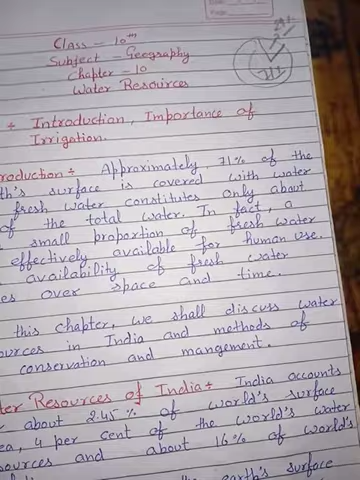 Class - 10th
Subject - Geography
Chapter - 10
Water Resources
÷ Introduction, Importance of
Irrigation.
roduction ÷ Approximately 71% of the
th's surface is covered with water
fresh water constitutes only about
of the total water. In fact, a
small proportion of fresh water
effectively available for human use.
availability of fresh water
es over space and time.
this chapter, we shall discuss water
ources in India and methods of
conservation and mangement.
ter Resources of India÷ India accounts
about 2.45% of world's surface
ea, 4 per cent of the world's water
sources and about 16% of world's
the earth's surface